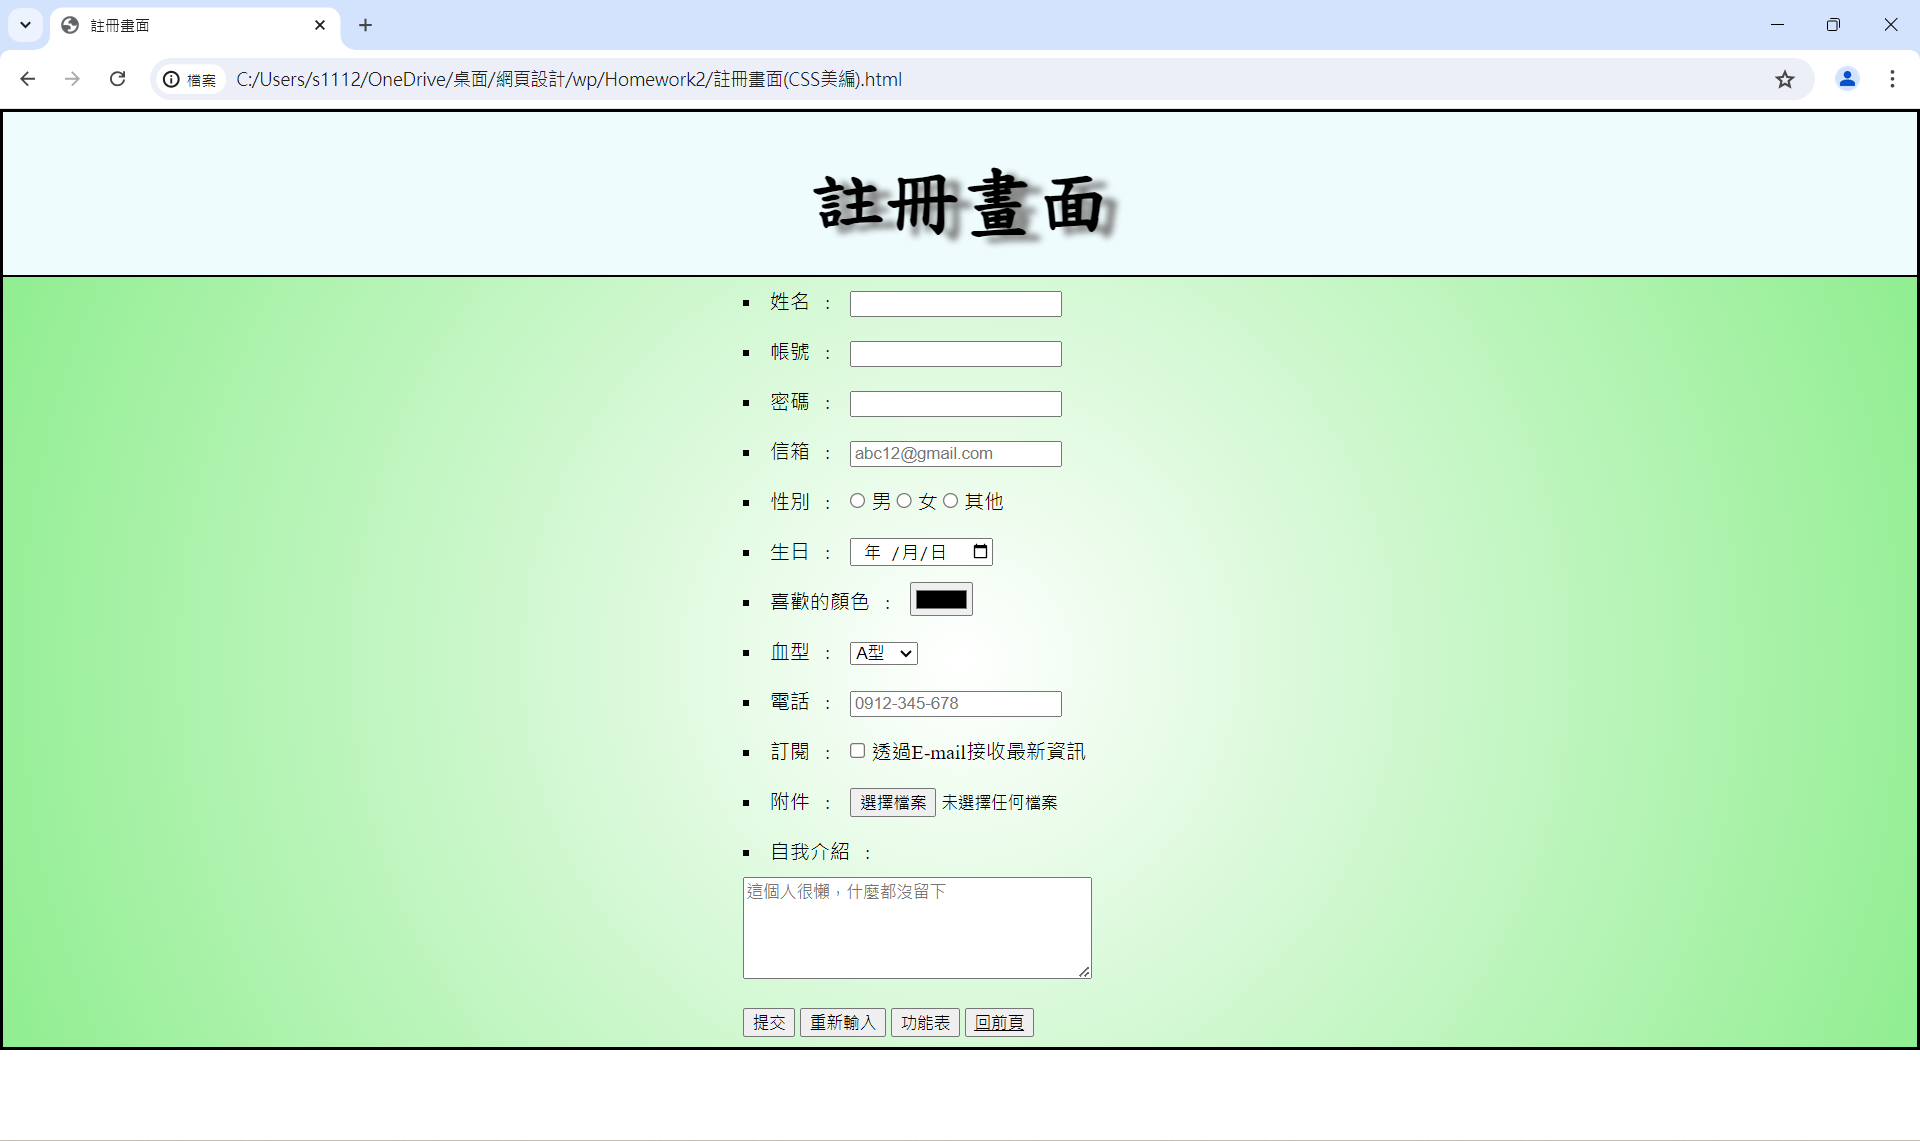 註冊畫面
檔案 C:/Users/s1112/OneDrive/桌面/網頁設計/wp/Homework2/註冊畫面(CSS美編).html
註冊畫面
姓名 :
帳號 :
密碼 :
信箱 : abc12@gmail.com
性別 : 男 女 其他
生日 : 年 /月/日
喜歡的顏色 :
血型 : A型
電話 : 0912-345-678
訂閱 : 透過E-mail接收最新資訊
附件 : 選擇檔案 未選擇任何檔案
自我介紹 :
這個人很懶，什麼都沒留下
提交 重新輸入 功能表 回前頁